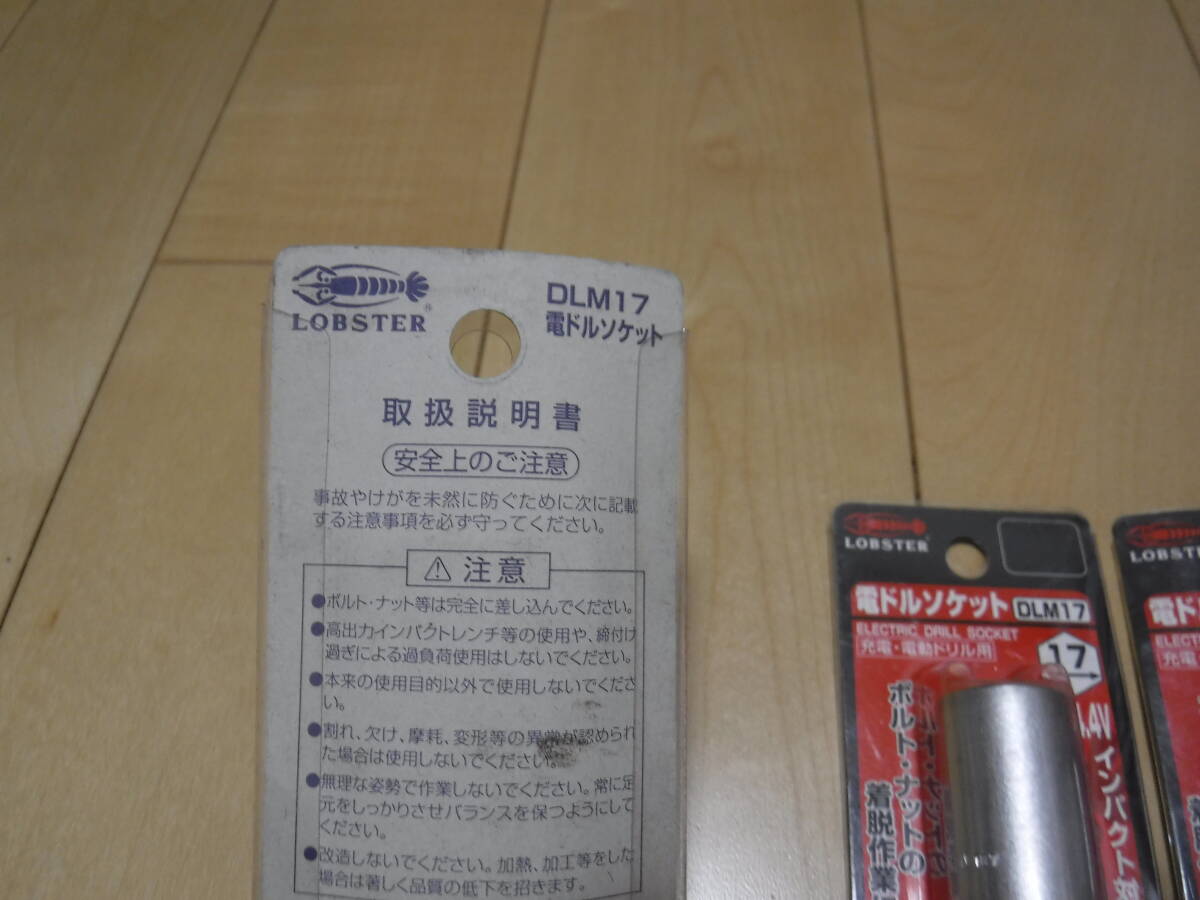 LOBSTER
DLM17
電ドルソケット
取扱説明書
安全上のご注意
事故やけがを未然に防ぐために次に記載
する注意事項を必ず守ってください。
注意
●ボルト・ナット等は完全に差し込んでください。
●高出力インパクトレンチ等の使用や、締付け
過ぎによる過負荷使用はしないでください。
●本来の使用目的以外で使用しないでくださ
い。
●割れ、欠け、摩耗、変形等の異常が認められ
た場合は使用しないでください。
●無理な姿勢で作業しないでください。常に足
元をしっかりさせバランスを保つようにして
ください。
●改造しないでください。加熱、加工等をした
場合は著しく品質の低下を招きます。
LOBSTER
電ドルソケット DLM17
ELECTRIC DRILL SOCKET
充電・電動ドリル用
17
.4V インパクト対
ボルト・ナットの
着脱作業
LOBSTE
電ド
ELECT
充電・